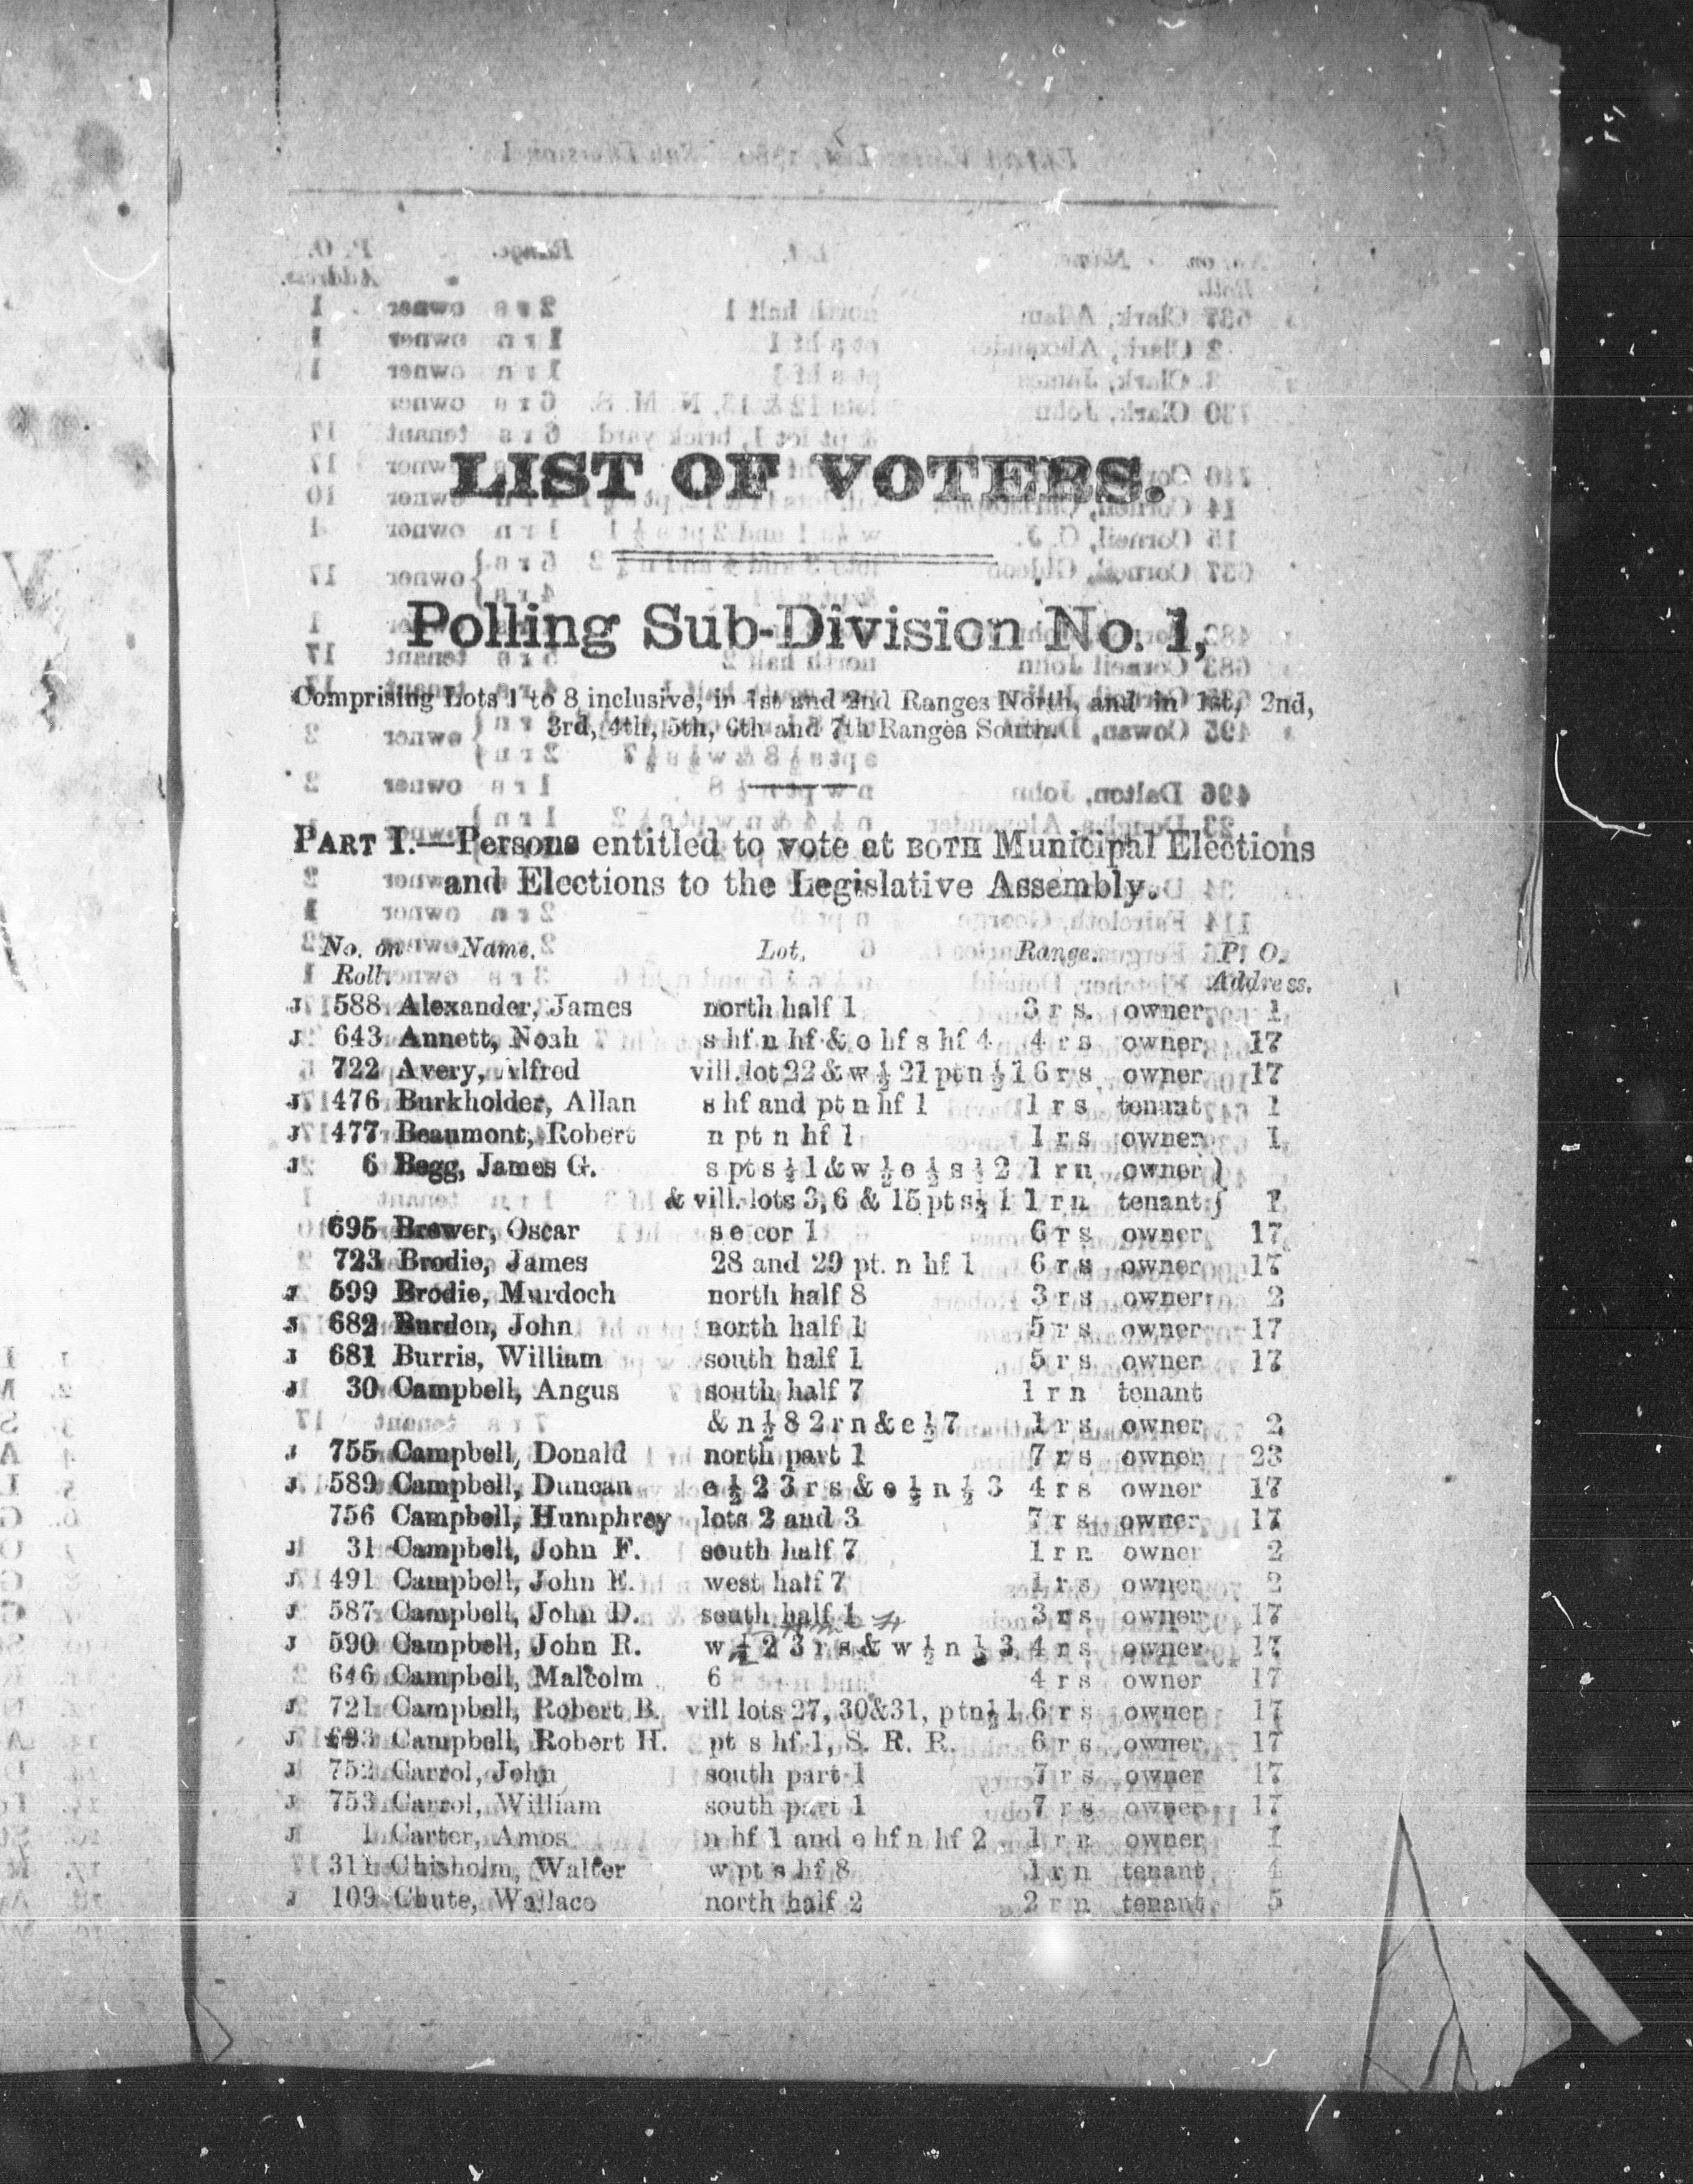 LIST OF VOTERS.
Polling Sub-Division No. 1,
Comprising Lots 1 to 8 inclusive, in 1st and 2nd Ranges North, and in 1st, 2nd,
3rd, 4th, 5th, 6th and 7th Ranges South.
PART I.—Persons entitled to vote at BOTH Municipal Elections
and Elections to the Legislative Assembly.
No. on Name. Lot. Range. P. O.
Roll. Address.
J 588 Alexander, James north half 1 3 r s. owner 1
J 643 Annett, Noah s hf n hf & e hf s hf 4 4 r s owner 17
722 Avery, Alfred vill. lot 22 & w ½ 21 pt n ½ 1 6 r s owner 17
J 476 Burkholder, Allan s hf and pt n hf 1 1 r s tenant 1
J 477 Beaumont, Robert n pt n hf 1 1 r s owner 1
J 6 Begg, James G. s pt s ½ 1 & w ½ e ½ s ½ 2 1 r n owner }
& vill. lots 3, 6 & 15 pt s ½ 1 1 r n tenant } 1
695 Brewer, Oscar s e cor 1 6 r s owner 17
723 Brodie, James 28 and 29 pt. n hf 1 6 r s owner 17
J 599 Brodie, Murdoch north half 8 3 r s owner 2
J 682 Burdon, John north half 1 5 r s owner 17
J 681 Burris, William south half 1 5 r s owner 17
J 30 Campbell, Angus south half 7 1 r n tenant
& n ½ 8 2 r n & e ½ 7 1 r s owner 2
J 755 Campbell, Donald north part 1 7 r s owner 23
J 589 Campbell, Duncan e ½ 2 3 r s & e ½ n ½ 3 4 r s owner 17
756 Campbell, Humphrey lots 2 and 3 7 r s owner 17
J 31 Campbell, John F. south half 7 1 r n owner 2
J 491 Campbell, John E. west half 7 1 r s owner 2
J 587 Campbell, John D. south half 1 3 r s owner 17
J 590 Campbell, John R. w ½ 2 3 r s & w ½ n ½ 3 4 r s owner 17
646 Campbell, Malcolm 6 4 r s owner 17
J 721 Campbell, Robert B. vill lots 27, 30&31, pt n ½ 1 6 r s owner 17
J 693 Campbell, Robert H. pt s hf 1, S. R. R. 6 r s owner 17
J 752 Carrol, John south part 1 7 r s owner 17
J 753 Carrol, William south part 1 7 r s owner 17
J 1 Carter, Amos n hf 1 and e hf n hf 2 1 r n owner 1
311 Chisholm, Walter w pt s hf 8 1 r n tenant 4
J 109 Chute, Wallace north half 2 2 r n tenant 5